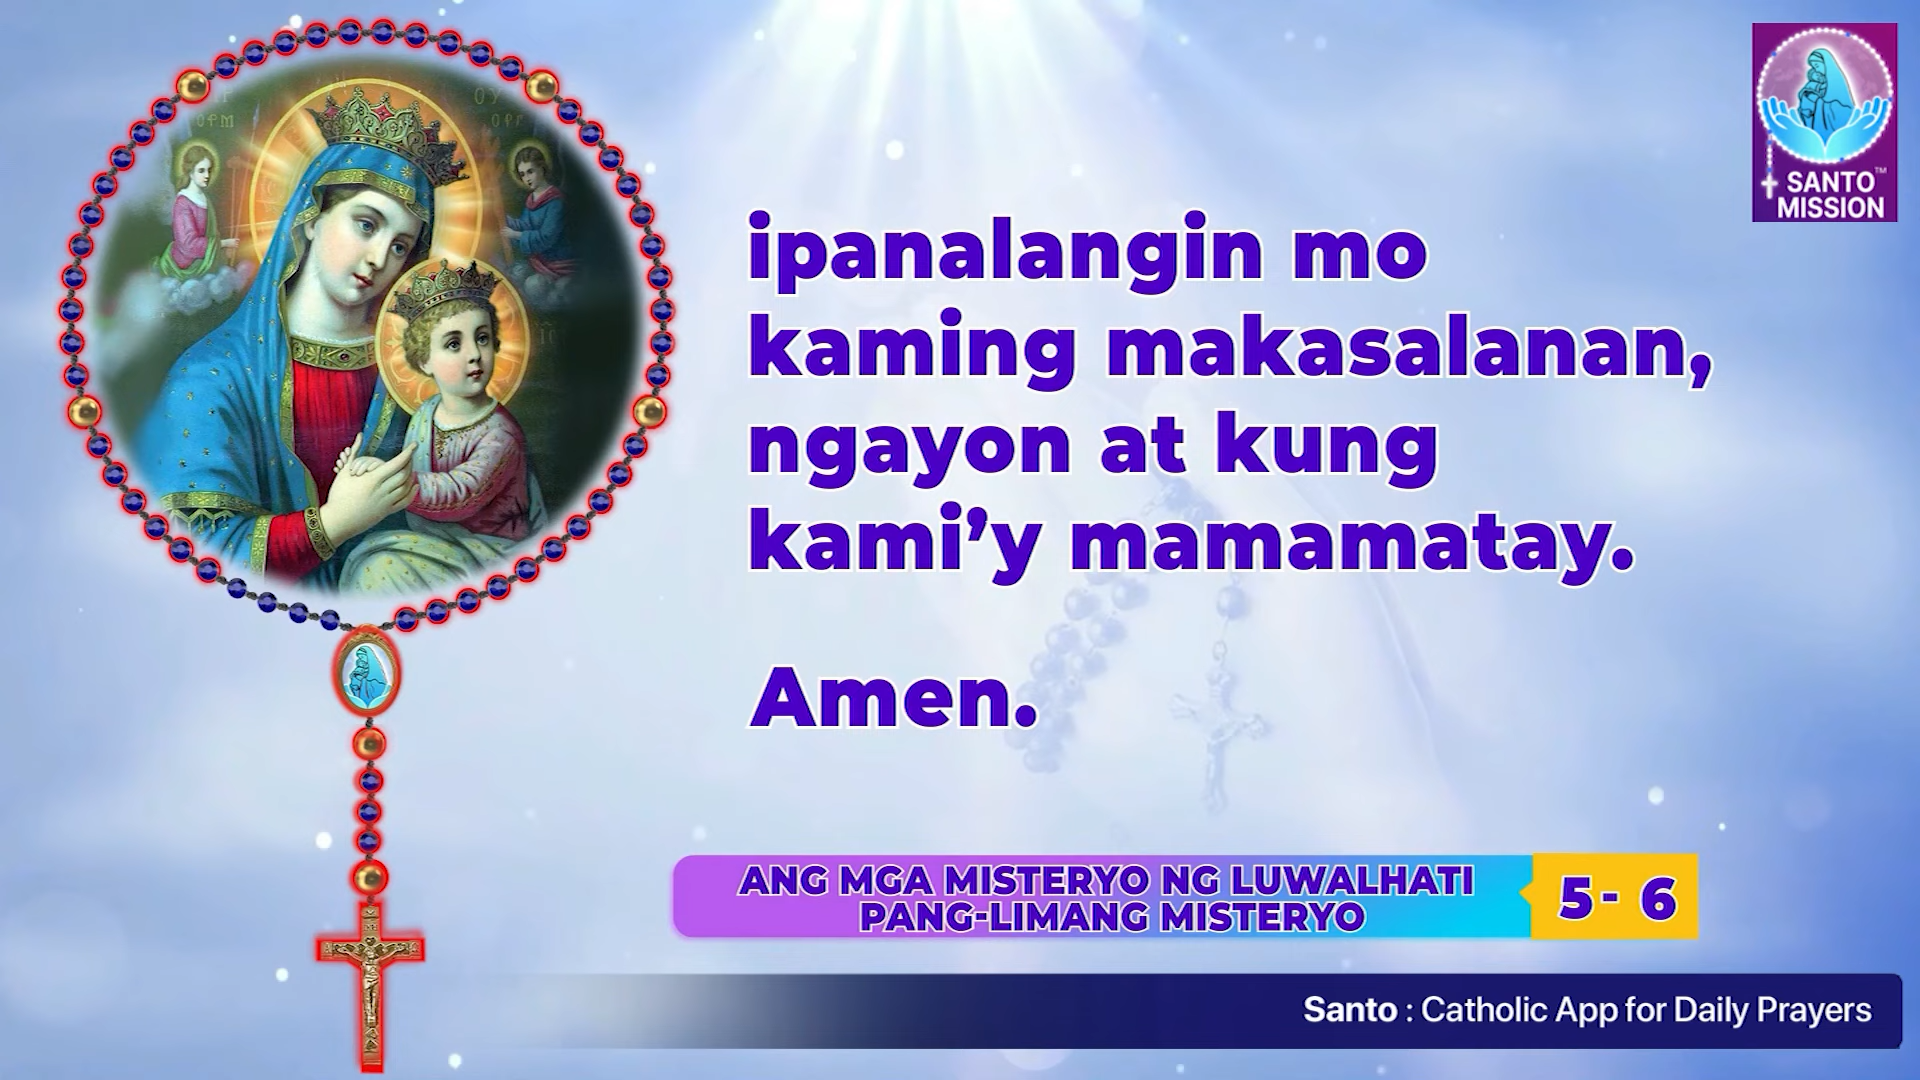 SANTO™
MISSION
ipanalangin mo
kaming makasalanan,
ngayon at kung
kami’y mamamatay.
Amen.
ANG MGA MISTERYO NG LUWALHATI
PANG-LIMANG MISTERYO
5- 6
Santo : Catholic App for Daily Prayers